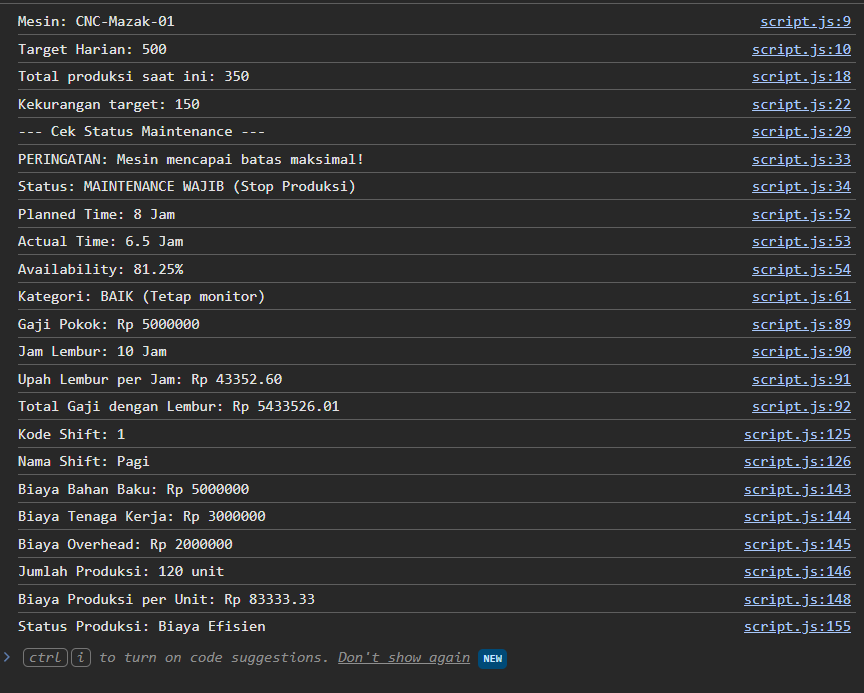 Mesin: CNC-Mazak-01 script.js:9
Target Harian: 500 script.js:10
Total produksi saat ini: 350 script.js:18
Kekurangan target: 150 script.js:22
--- Cek Status Maintenance --- script.js:29
PERINGATAN: Mesin mencapai batas maksimal! script.js:33
Status: MAINTENANCE WAJIB (Stop Produksi) script.js:34
Planned Time: 8 Jam script.js:52
Actual Time: 6.5 Jam script.js:53
Availability: 81.25% script.js:54
Kategori: BAIK (Tetap monitor) script.js:61
Gaji Pokok: Rp 5000000 script.js:89
Jam Lembur: 10 Jam script.js:90
Upah Lembur per Jam: Rp 43352.60 script.js:91
Total Gaji dengan Lembur: Rp 5433526.01 script.js:92
Kode Shift: 1 script.js:125
Nama Shift: Pagi script.js:126
Biaya Bahan Baku: Rp 5000000 script.js:143
Biaya Tenaga Kerja: Rp 3000000 script.js:144
Biaya Overhead: Rp 2000000 script.js:145
Jumlah Produksi: 120 unit script.js:146
Biaya Produksi per Unit: Rp 83333.33 script.js:148
Status Produksi: Biaya Efisien script.js:155
> ctrl i to turn on code suggestions. Don't show again NEW